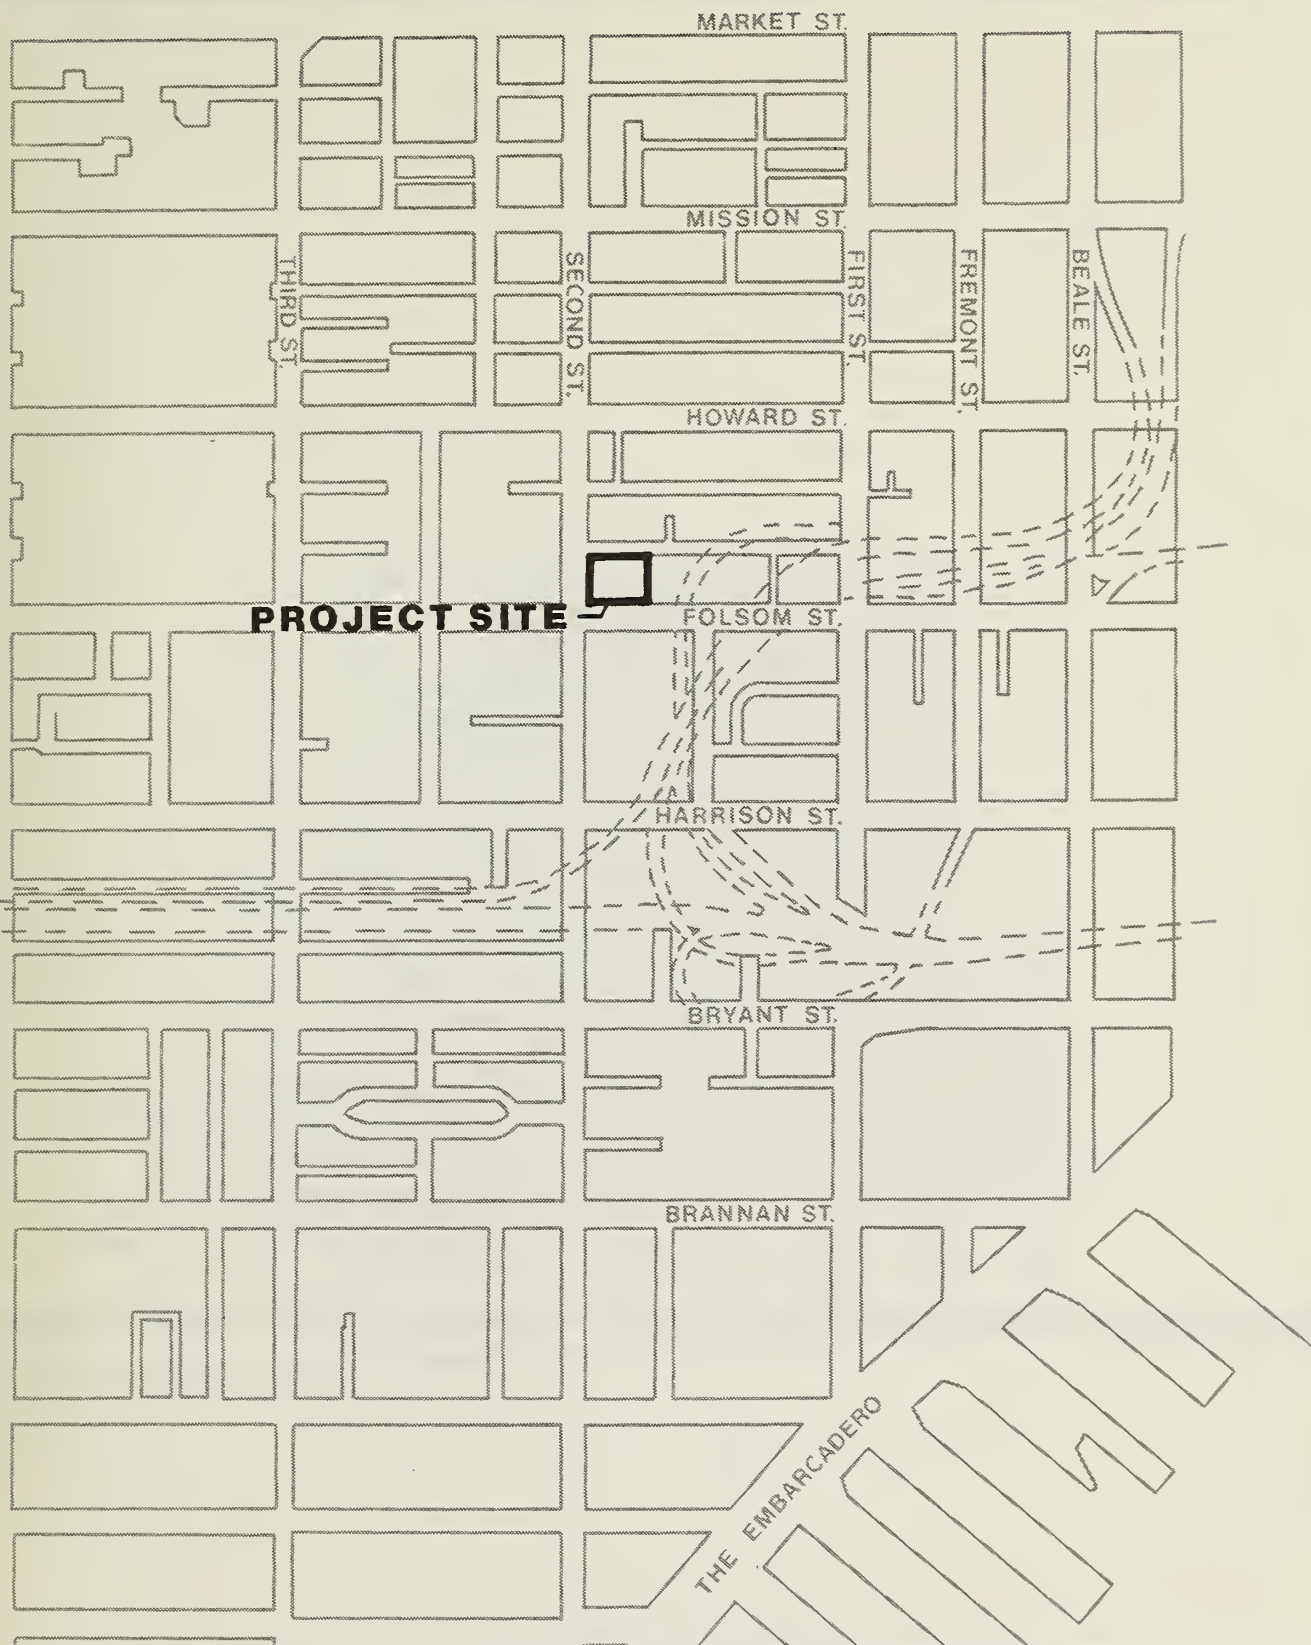 MARKET ST.
MISSION ST.
THIRD ST.
SECOND ST.
FIRST ST.
FREMONT ST.
BEALE ST.
HOWARD ST.
PROJECT SITE
FOLSOM ST.
HARRISON ST.
BRYANT ST.
BRANNAN ST.
THE EMBARCADERO